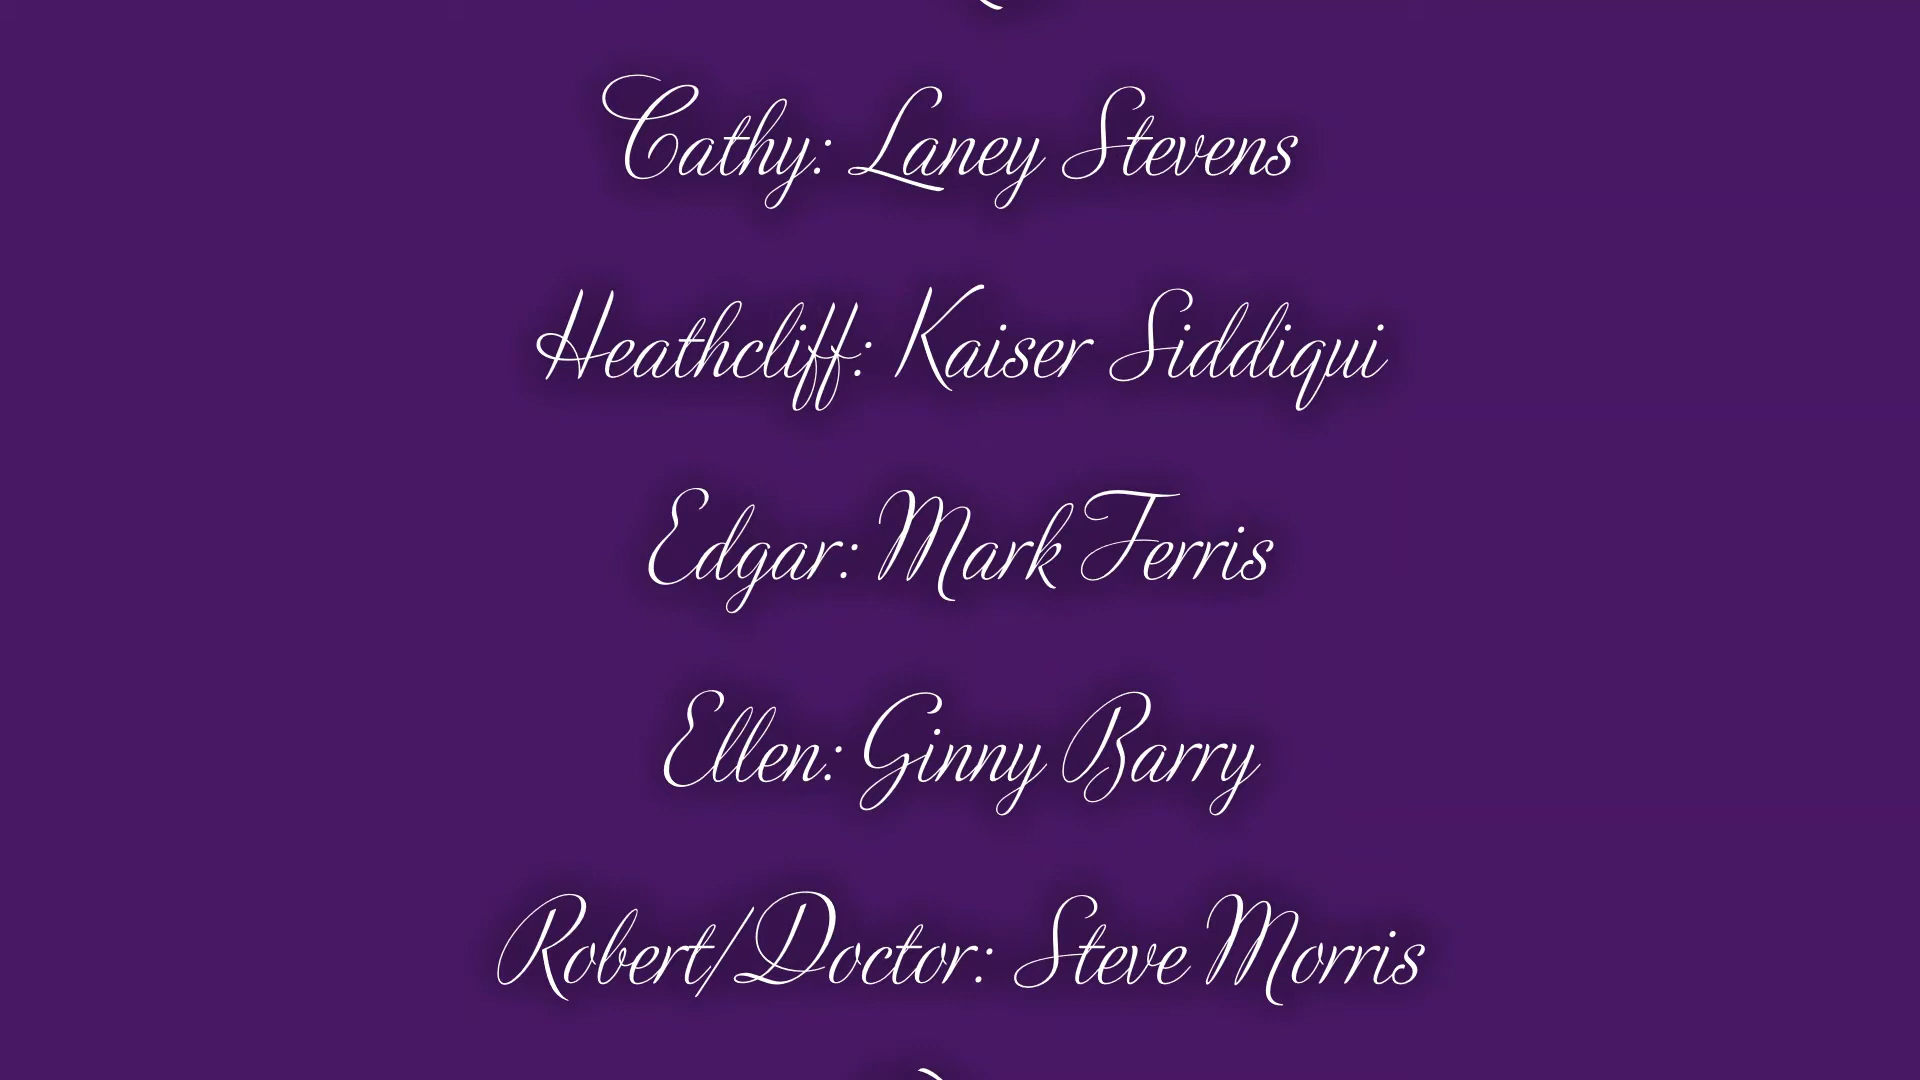 Cathy: Laney Stevens
Heathcliff: Kaiser Siddiqui
Edgar: Mark Ferris
Ellen: Ginny Barry
Robert/Doctor: Steve Morris